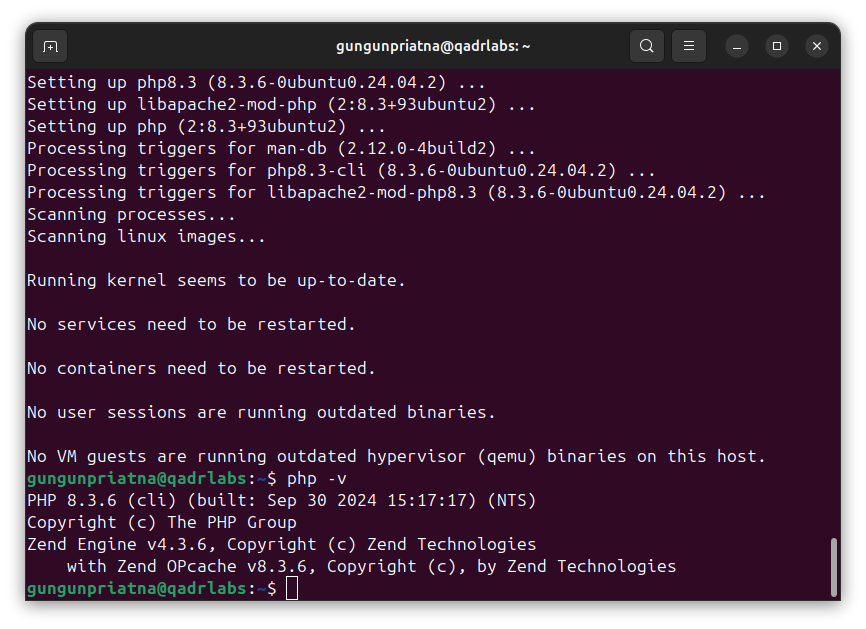 gungunpriatna@qadrlabs: ~
Setting up php8.3 (8.3.6-0ubuntu0.24.04.2) ...
Setting up libapache2-mod-php (2:8.3+93ubuntu2) ...
Setting up php (2:8.3+93ubuntu2) ...
Processing triggers for man-db (2.12.0-4build2) ...
Processing triggers for php8.3-cli (8.3.6-0ubuntu0.24.04.2) ...
Processing triggers for libapache2-mod-php8.3 (8.3.6-0ubuntu0.24.04.2) ...
Scanning processes...
Scanning linux images...
Running kernel seems to be up-to-date.
No services need to be restarted.
No containers need to be restarted.
No user sessions are running outdated binaries.
No VM guests are running outdated hypervisor (qemu) binaries on this host.
gungunpriatna@qadrlabs:~$ php -v
PHP 8.3.6 (cli) (built: Sep 30 2024 15:17:17) (NTS)
Copyright (c) The PHP Group
Zend Engine v4.3.6, Copyright (c) Zend Technologies
    with Zend OPcache v8.3.6, Copyright (c), by Zend Technologies
gungunpriatna@qadrlabs:~$